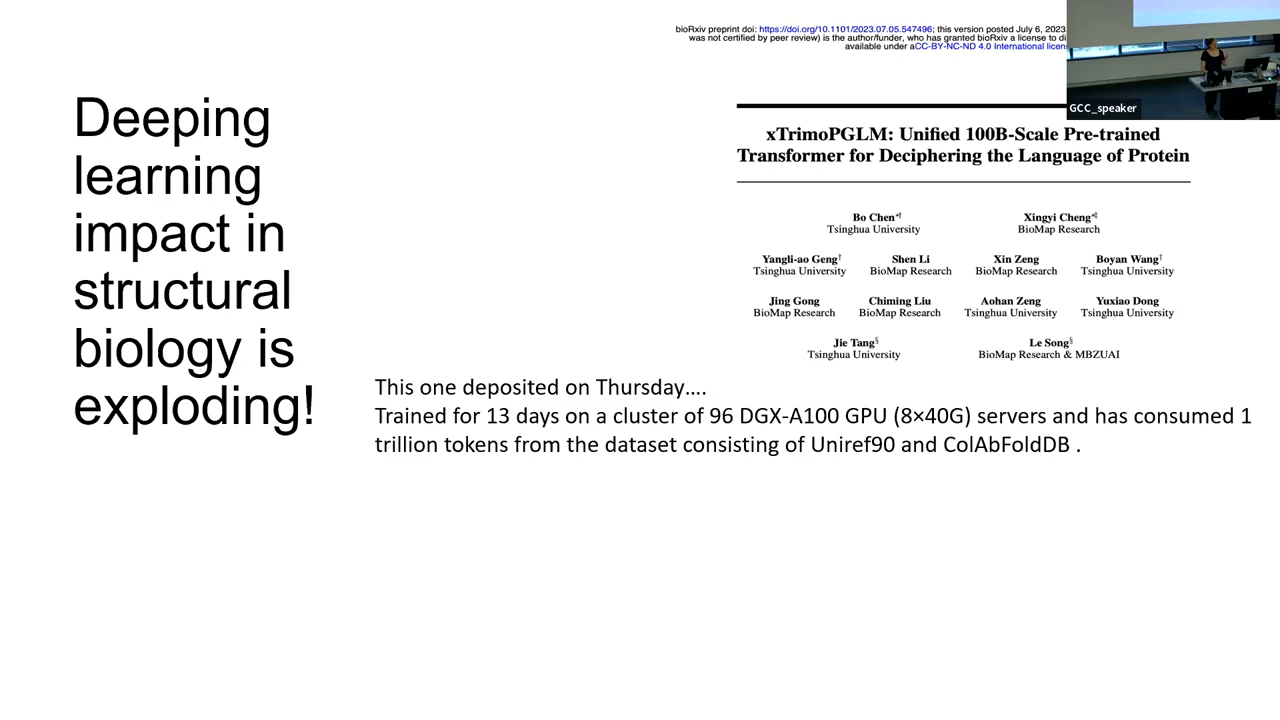 bioRxiv preprint doi: https://doi.org/10.1101/2023.07.05.547496; this version posted July 6, 2023.
was not certified by peer review) is the author/funder, who has granted bioRxiv a license to di
available under aCC-BY-NC-ND 4.0 International licen
GCC_speaker
Deeping
learning
impact in
structural
biology is
exploding!
xTrimoPGLM: Unified 100B-Scale Pre-trained
Transformer for Deciphering the Language of Protein
Bo Chen*† Xingyi Cheng*‡
Tsinghua University BioMap Research
Yangli-ao Geng† Shen Li Xin Zeng Boyan Wang†
Tsinghua University BioMap Research BioMap Research Tsinghua University
Jing Gong Chiming Liu Aohan Zeng Yuxiao Dong
BioMap Research BioMap Research Tsinghua University Tsinghua University
Jie Tang§ Le Song§
Tsinghua University BioMap Research & MBZUAI
This one deposited on Thursday....
Trained for 13 days on a cluster of 96 DGX-A100 GPU (8×40G) servers and has consumed 1
trillion tokens from the dataset consisting of Uniref90 and ColAbFoldDB .